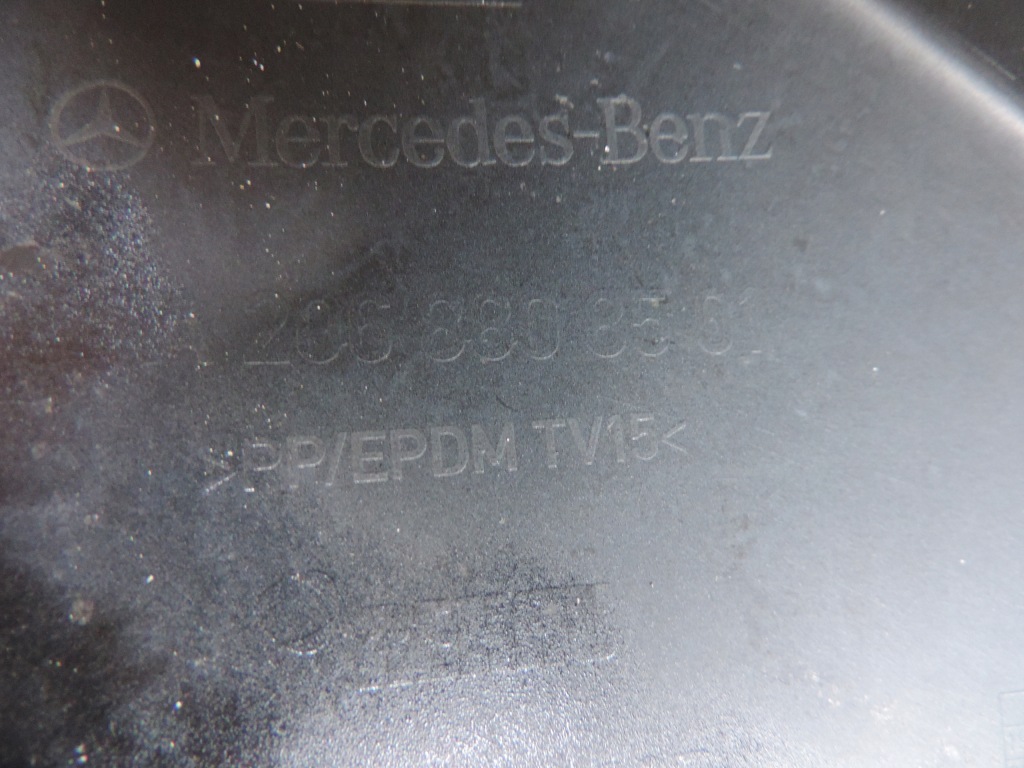 Mercedes-Benz
206 880 85 01
>PP/EPDM TV15<